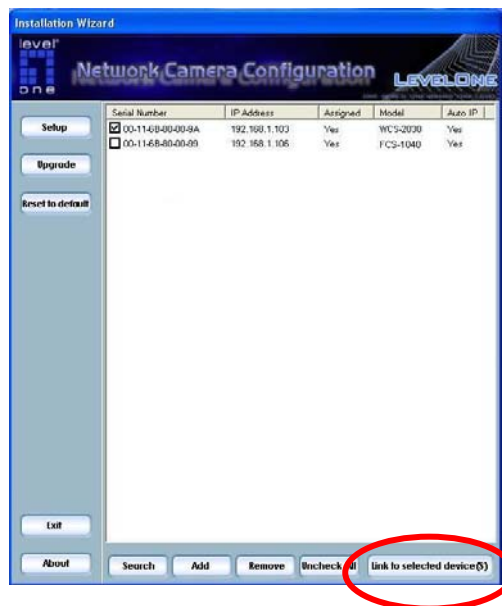 Installation Wizard
level one
Network Camera Configuration
LEVELONE
Setup
Upgrade
Reset to default
Exit
About
Serial Number IP Address Assigned Model Auto IP
00-11-6B-80-00-9A 192.168.1.103 Yes WCS-2030 Yes
00-11-6B-80-00-09 192.168.1.106 Yes FCS-1040 Yes
Search Add Remove Uncheck All Link to selected device(S)